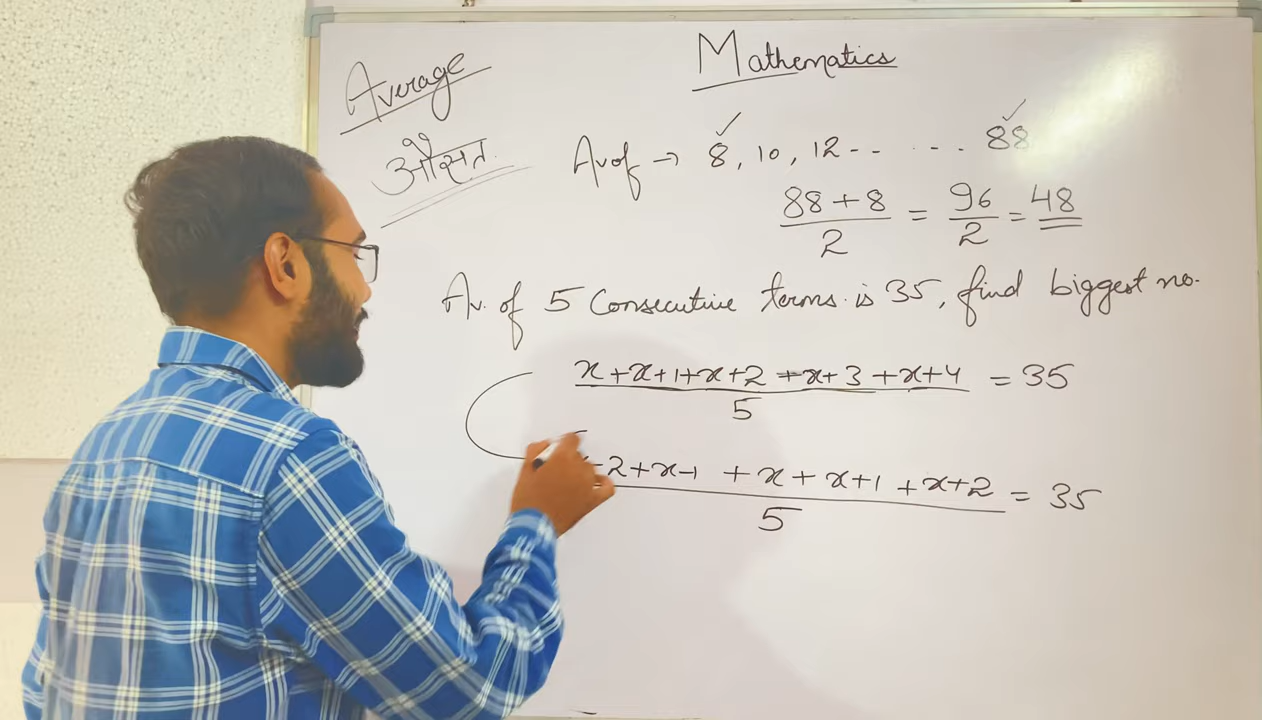 Mathematics
Average
औसत
Av of → 8, 10, 12 -- . . . . 88
88+8/2 = 96/2 = 48
Av. of 5 Consecutive terms. is 35, find biggest no.
x+x+1+x+2+x+3+x+4/5 = 35
-2+x-1 +x+x+1+x+2/5 = 35